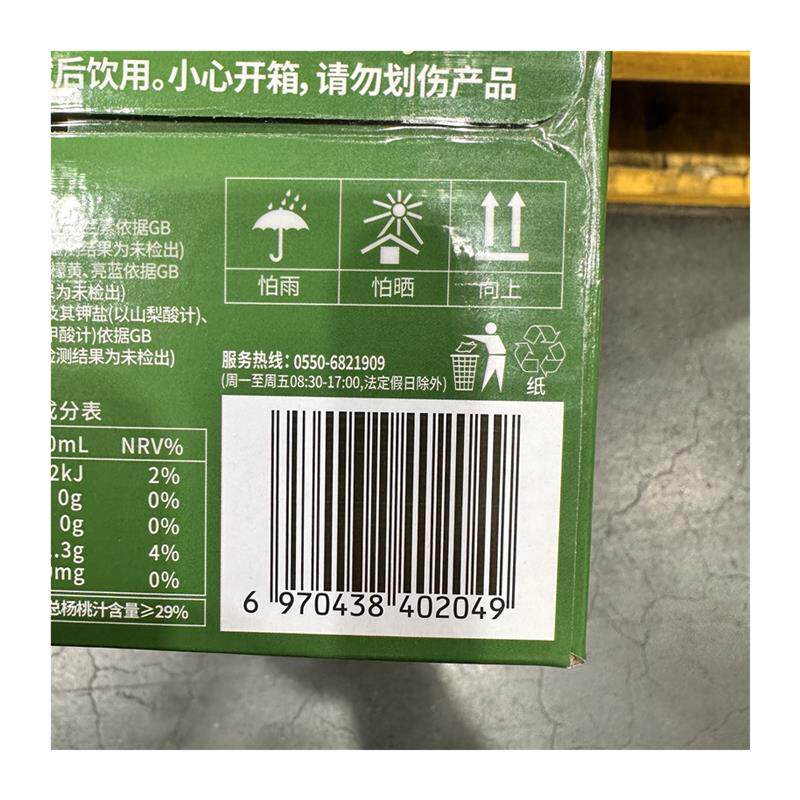 后饮用。小心开箱，请勿划伤产品
素依据GB
测结果为未检出)
檬黄、亮蓝依据GB
果为未检出)
及其钾盐(以山梨酸计)、
甲酸计)依据GB
检测结果为未检出)
怕雨
怕晒
向上
服务热线：0550-6821909
(周一至周五08:30-17:00,法定假日除外)
纸
成分表
0mL NRV%
2kJ 2%
0g 0%
0g 0%
.3g 4%
mg 0%
总杨桃汁含量≥29%
6 970438 402049